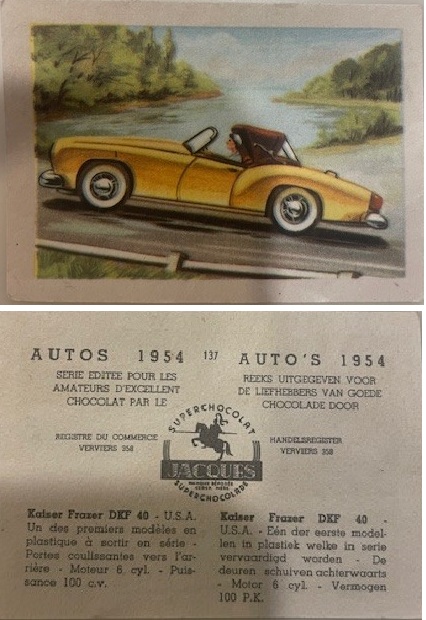 AUTOS 1954
SERIE EDITEE POUR LES
AMATEURS D'EXCELLENT
CHOCOLAT PAR LE
REGISTRE DU COMMERCE
VERVIERS 258
137
AUTO'S 1954
REEKS UITGEGEVEN VOOR
DE LIEFHEBBERS VAN GOEDE
CHOCOLADE DOOR
HANDELSREGISTER
VERVIERS 258
SUPERCHOCOLAT
JACQUES
SUPERCHOCOLADE
Kaiser Frazer DKF 40 - U.S.A.
Un des premiers modèles en
plastique à sortir en série -
Portes coulissantes vers l'ar-
rière - Moteur 6 cyl. - Puis-
sance 100 c.v.
Kaiser Frazer DKF 40 -
U.S.A. - Eén der eerste model-
len in plastiek welke in serie
vervaardigd worden - De
deuren schuiven achterwaarts
- Motor 6 cyl. - Vermogen
100 P.K.